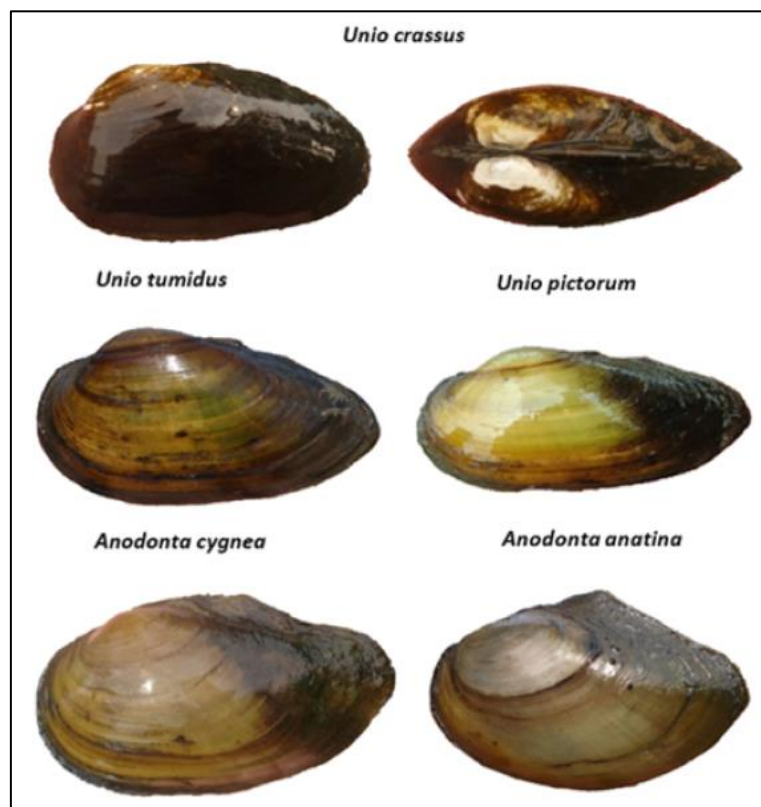 Unio crassus
Unio tumidus
Unio pictorum
Anodonta cygnea
Anodonta anatina